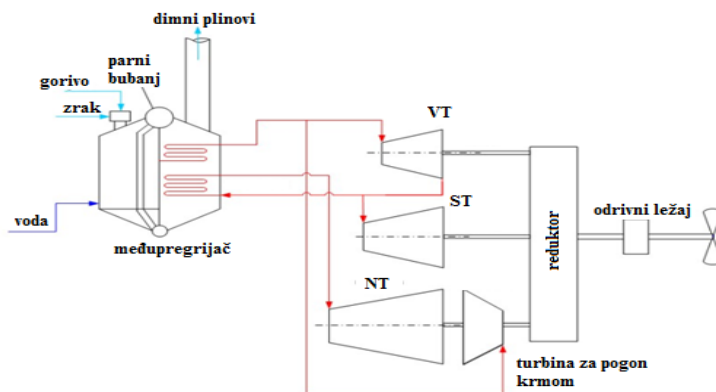 dimni plinovi
parni
bubanj
gorivo
zrak
VT
ST
odrivni ležaj
voda
međupregrijač
reduktor
NT
turbina za pogon
krmom